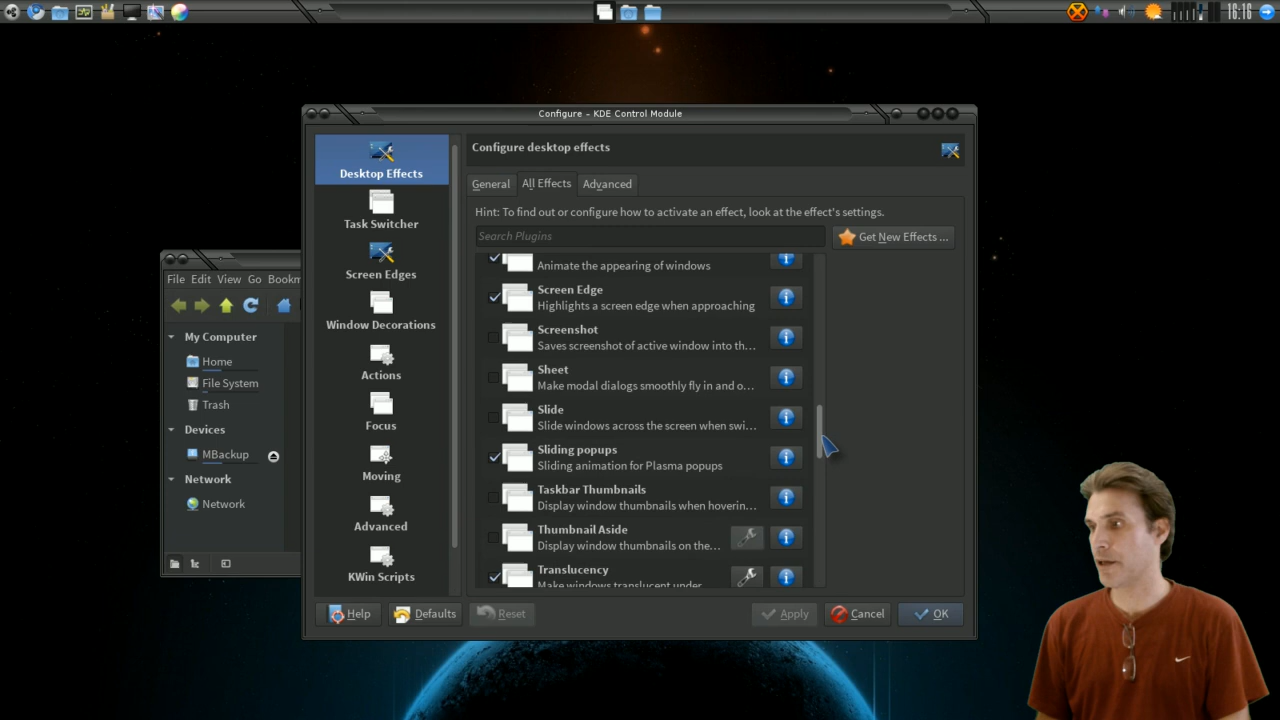 16:16
Configure – KDE Control Module
Desktop Effects
Task Switcher
Screen Edges
Window Decorations
Actions
Focus
Moving
Advanced
KWin Scripts
Configure desktop effects
General
All Effects
Advanced
Hint: To find out or configure how to activate an effect, look at the effect's settings.
Search Plugins
Get New Effects ...
Animate the appearing of windows
Screen Edge
Highlights a screen edge when approaching
Screenshot
Saves screenshot of active window into th...
Sheet
Make modal dialogs smoothly fly in and o...
Slide
Slide windows across the screen when swi...
Sliding popups
Sliding animation for Plasma popups
Taskbar Thumbnails
Display window thumbnails when hoverin...
Thumbnail Aside
Display window thumbnails on the...
Translucency
Make windows translucent under
Help
Defaults
Reset
Apply
Cancel
OK
File Edit View Go Bookm
My Computer
Home
File System
Trash
Devices
MBackup
Network
Network